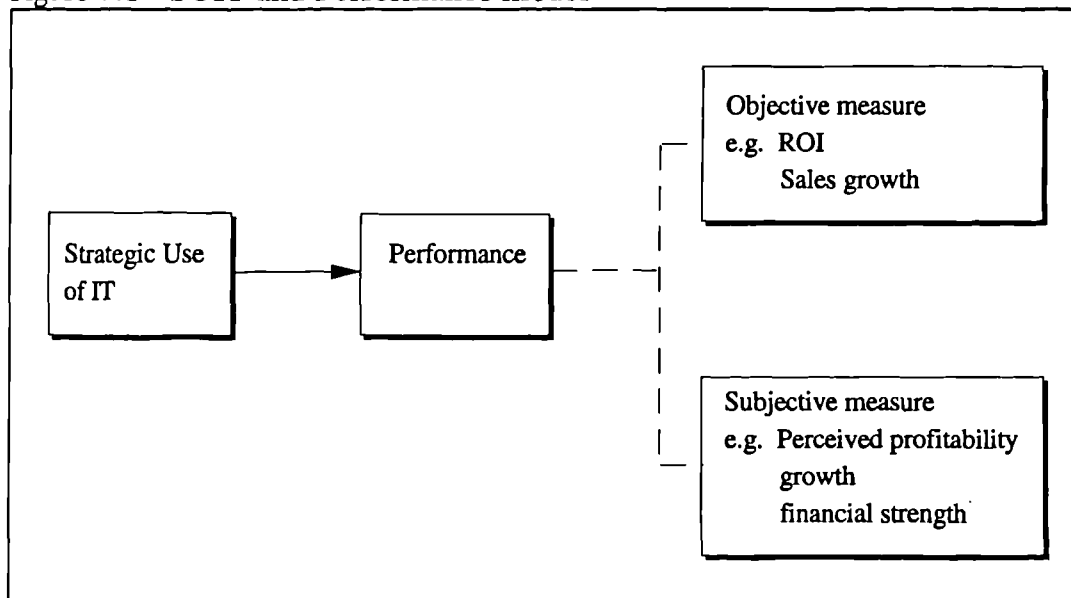 Objective measure
e.g. ROI
Sales growth
Strategic Use
of IT
Performance
Subjective measure
e.g. Perceived profitability
growth
financial strength